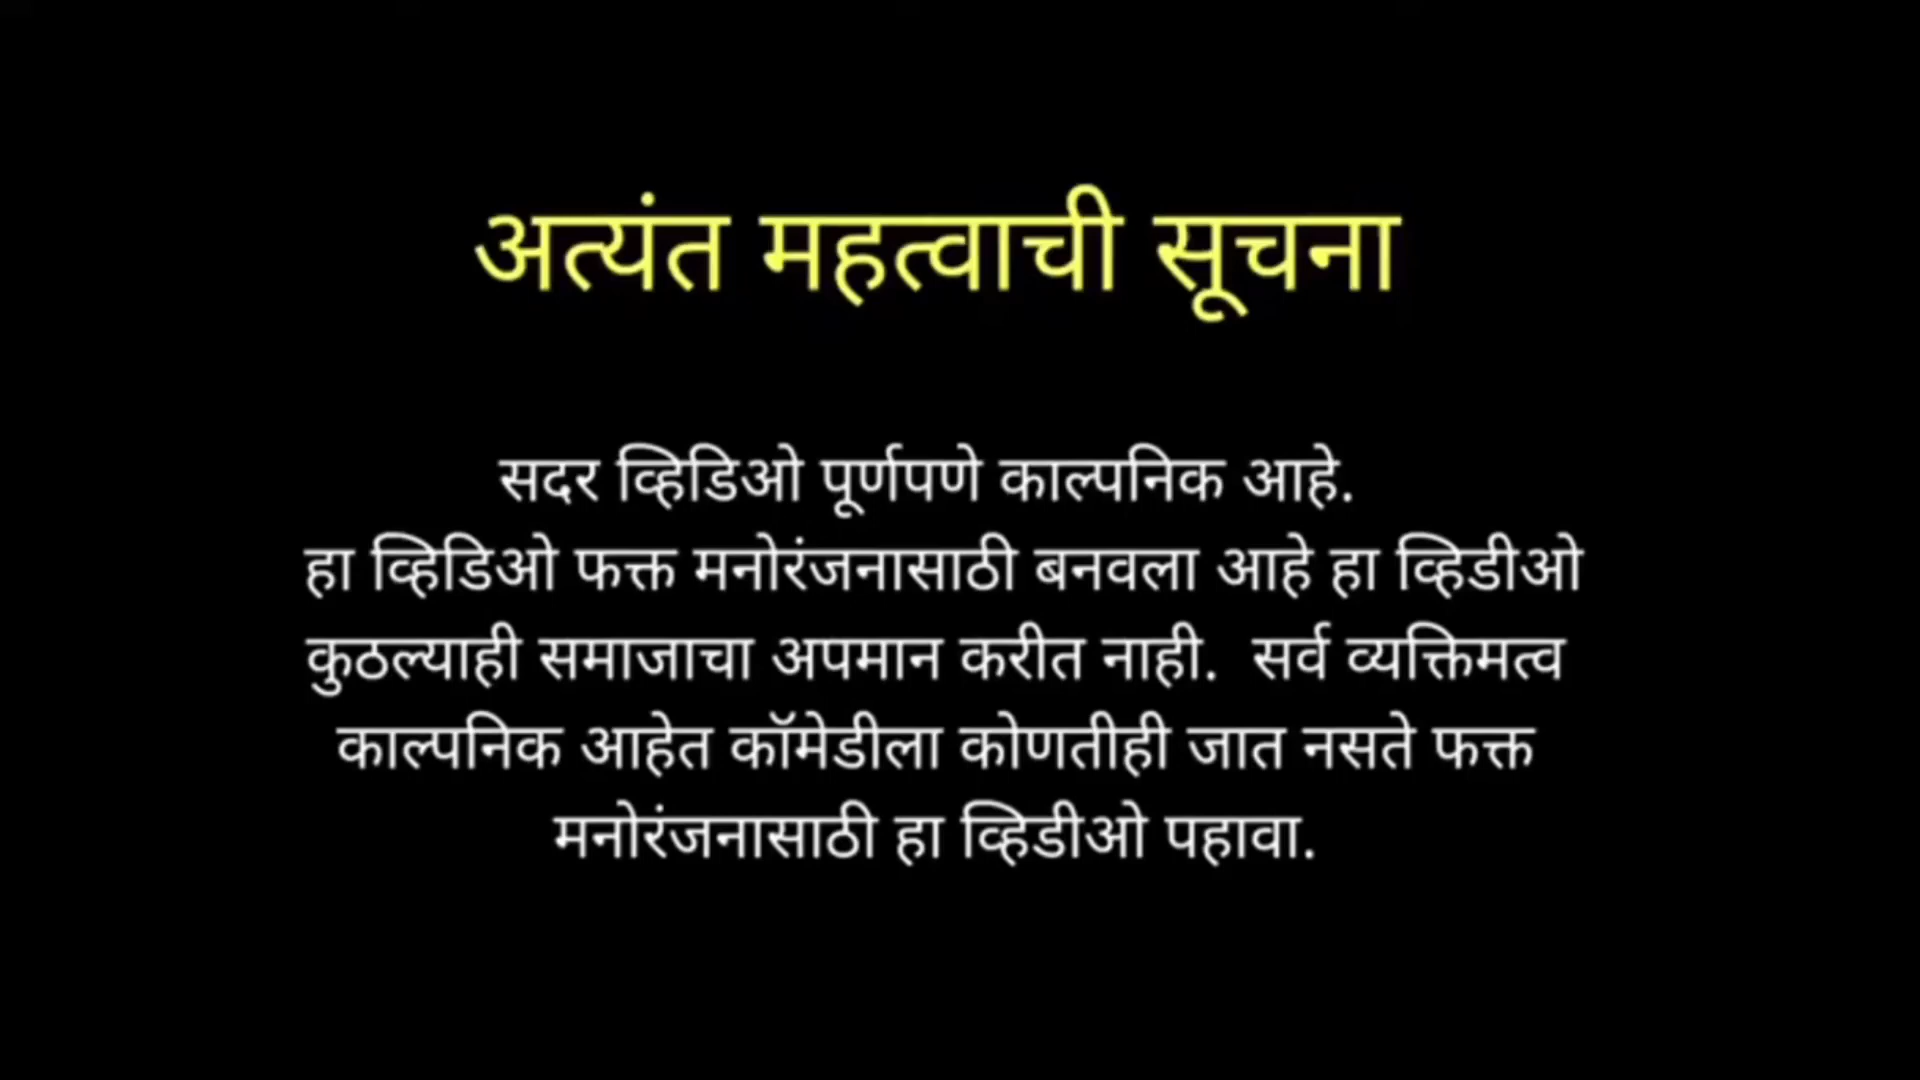 अत्यंत महत्वाची सूचना
सदर व्हिडिओ पूर्णपणे काल्पनिक आहे.
हा व्हिडिओ फक्त मनोरंजनासाठी बनवला आहे हा व्हिडीओ
कुठल्याही समाजाचा अपमान करीत नाही. सर्व व्यक्तिमत्व
काल्पनिक आहेत कॉमेडीला कोणतीही जात नसते फक्त
मनोरंजनासाठी हा व्हिडीओ पहावा.